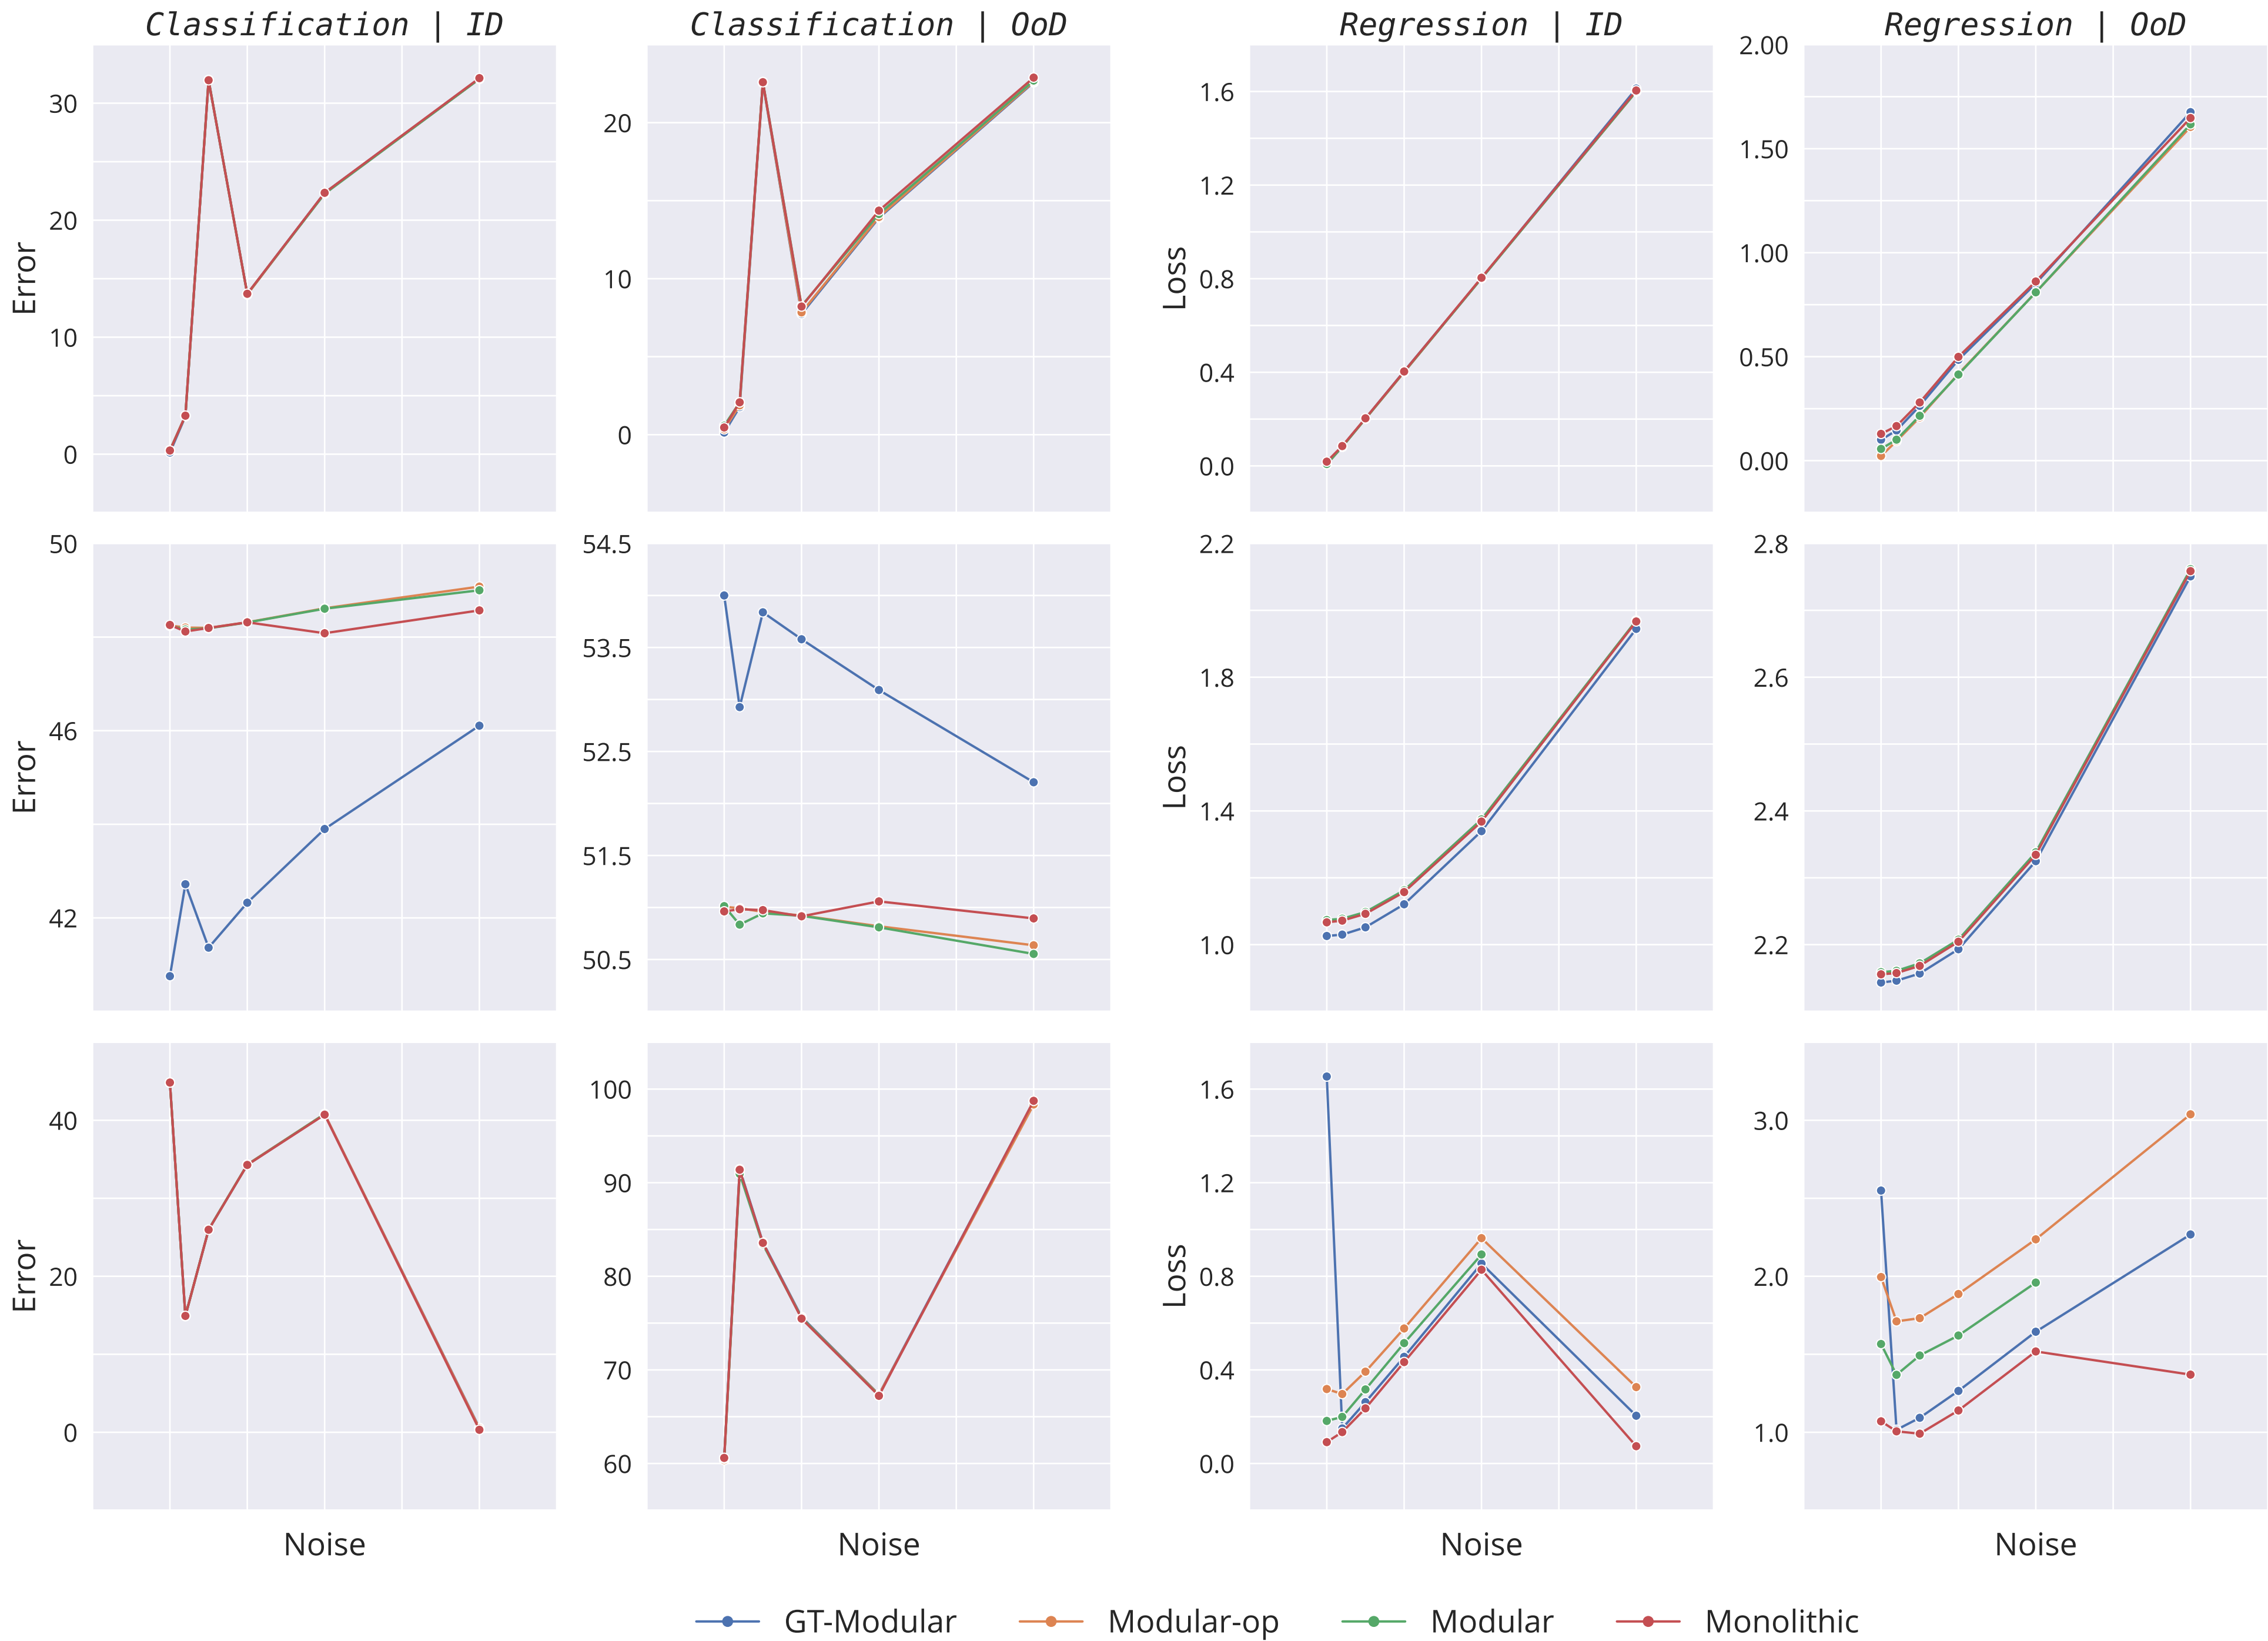 Classification | ID
Classification | OoD
Regression | ID
Regression | OoD
Error
30
20
10
0
20
10
0
Loss
1.6
1.2
0.8
0.4
0.0
2.00
1.50
1.00
0.50
0.00
Error
50
46
42
54.5
53.5
52.5
51.5
50.5
Loss
2.2
1.8
1.4
1.0
2.8
2.6
2.4
2.2
Error
40
20
0
100
90
80
70
60
Loss
1.6
1.2
0.8
0.4
0.0
3.0
2.0
1.0
Noise
Noise
Noise
Noise
GT-Modular
Modular-op
Modular
Monolithic